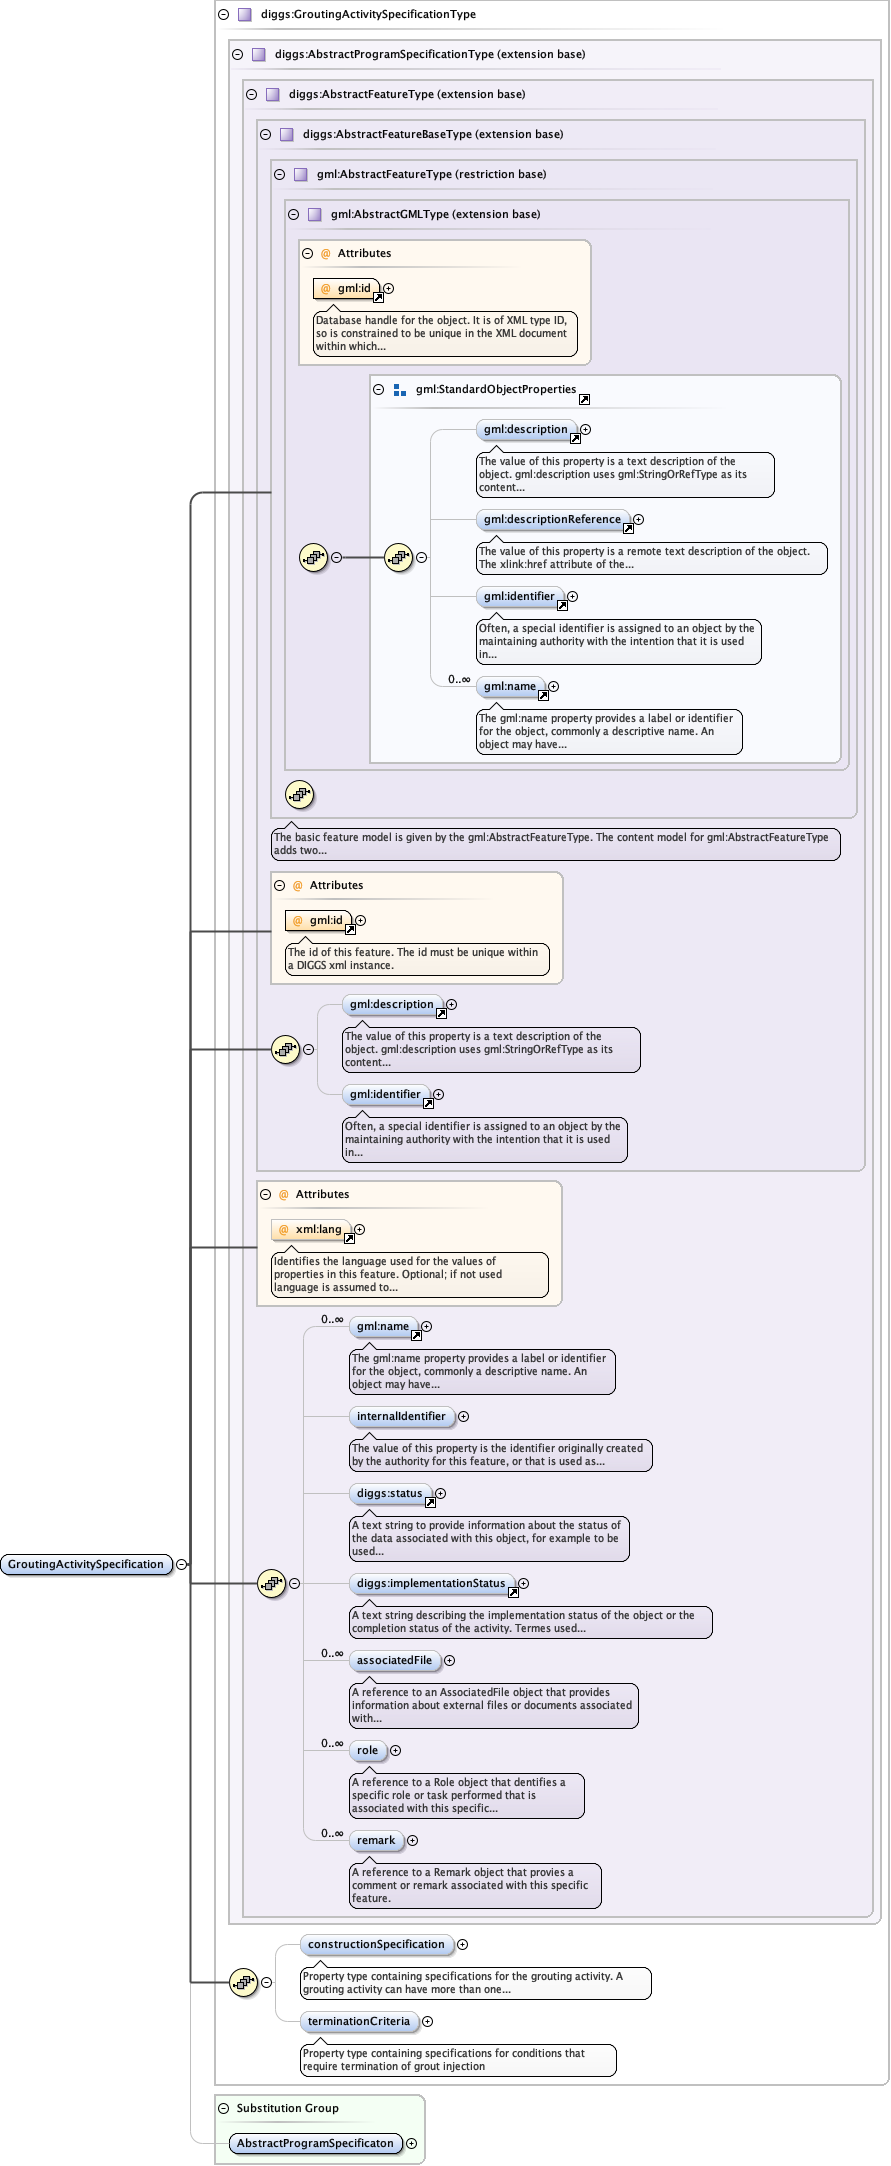 diggs:GroutingActivitySpecificationType
diggs:AbstractProgramSpecificationType (extension base)
diggs:AbstractFeatureType (extension base)
diggs:AbstractFeatureBaseType (extension base)
gml:AbstractFeatureType (restriction base)
gml:AbstractGMLType (extension base)
@ Attributes
@ gml:id
Database handle for the object. It is of XML type ID,
so is constrained to be unique in the XML document
within which...
gml:StandardObjectProperties
gml:description
The value of this property is a text description of the
object. gml:description uses gml:StringOrRefType as its
content...
gml:descriptionReference
The value of this property is a remote text description of the object.
The xlink:href attribute of the...
gml:identifier
Often, a special identifier is assigned to an object by the
maintaining authority with the intention that it is used
in...
0..∞
gml:name
The gml:name property provides a label or identifier
for the object, commonly a descriptive name. An
object may have...
The basic feature model is given by the gml:AbstractFeatureType. The content model for gml:AbstractFeatureType
adds two...
@ Attributes
@ gml:id
The id of this feature. The id must be unique within
a DIGGS xml instance.
gml:description
The value of this property is a text description of the
object. gml:description uses gml:StringOrRefType as its
content...
gml:identifier
Often, a special identifier is assigned to an object by the
maintaining authority with the intention that it is used
in...
@ Attributes
@ xml:lang
Identifies the language used for the values of
properties in this feature. Optional; if not used
language is assumed to...
0..∞
gml:name
The gml:name property provides a label or identifier
for the object, commonly a descriptive name. An
object may have...
internalIdentifier
The value of this property is the identifier originally created
by the authority for this feature, or that is used as...
diggs:status
A text string to provide information about the status of
the data associated with this object, for example to be
used...
GroutingActivitySpecification
diggs:implementationStatus
A text string describing the implementation status of the object or the
completion status of the activity. Termes used...
0..∞
associatedFile
A reference to an AssociatedFile object that provides
information about external files or documents associated
with...
0..∞
role
A reference to a Role object that dentifies a
specific role or task performed that is
associated with this specific...
0..∞
remark
A reference to a Remark object that provies a
comment or remark associated with this specific
feature.
constructionSpecification
Property type containing specifications for the grouting activity. A
grouting activity can have more than one...
terminationCriteria
Property type containing specifications for conditions that
require termination of grout injection
Substitution Group
AbstractProgramSpecificaton